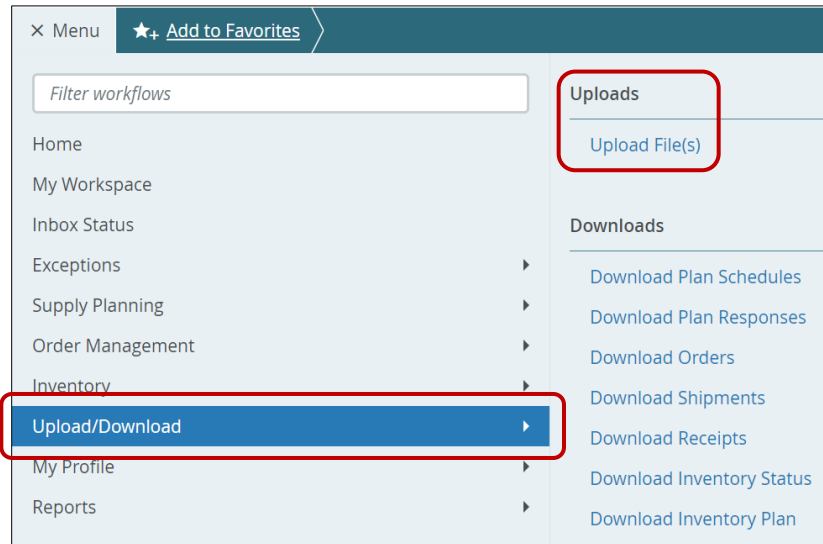 × Menu
★+ Add to Favorites
Filter workflows
Home
My Workspace
Inbox Status
Exceptions
Supply Planning
Order Management
Inventory
Upload/Download
My Profile
Reports
Uploads
Upload File(s)
Downloads
Download Plan Schedules
Download Plan Responses
Download Orders
Download Shipments
Download Receipts
Download Inventory Status
Download Inventory Plan